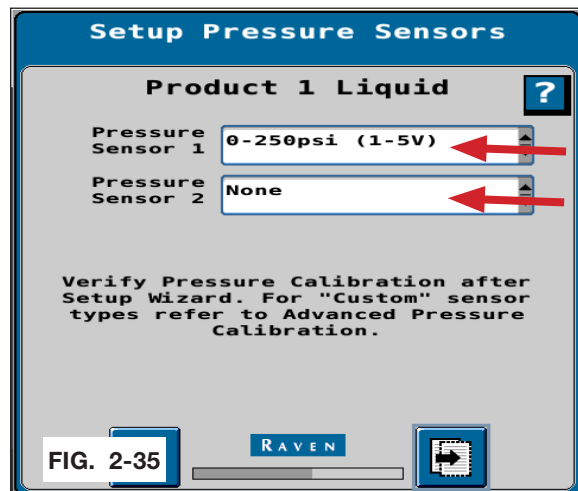 Setup Pressure Sensors
Product 1 Liquid
?
Pressure
Sensor 1
0-250psi (1-5V)
Pressure
Sensor 2
None
Verify Pressure Calibration after
Setup Wizard. For "Custom" sensor
types refer to Advanced Pressure
Calibration.
FIG. 2-35
RAVEN